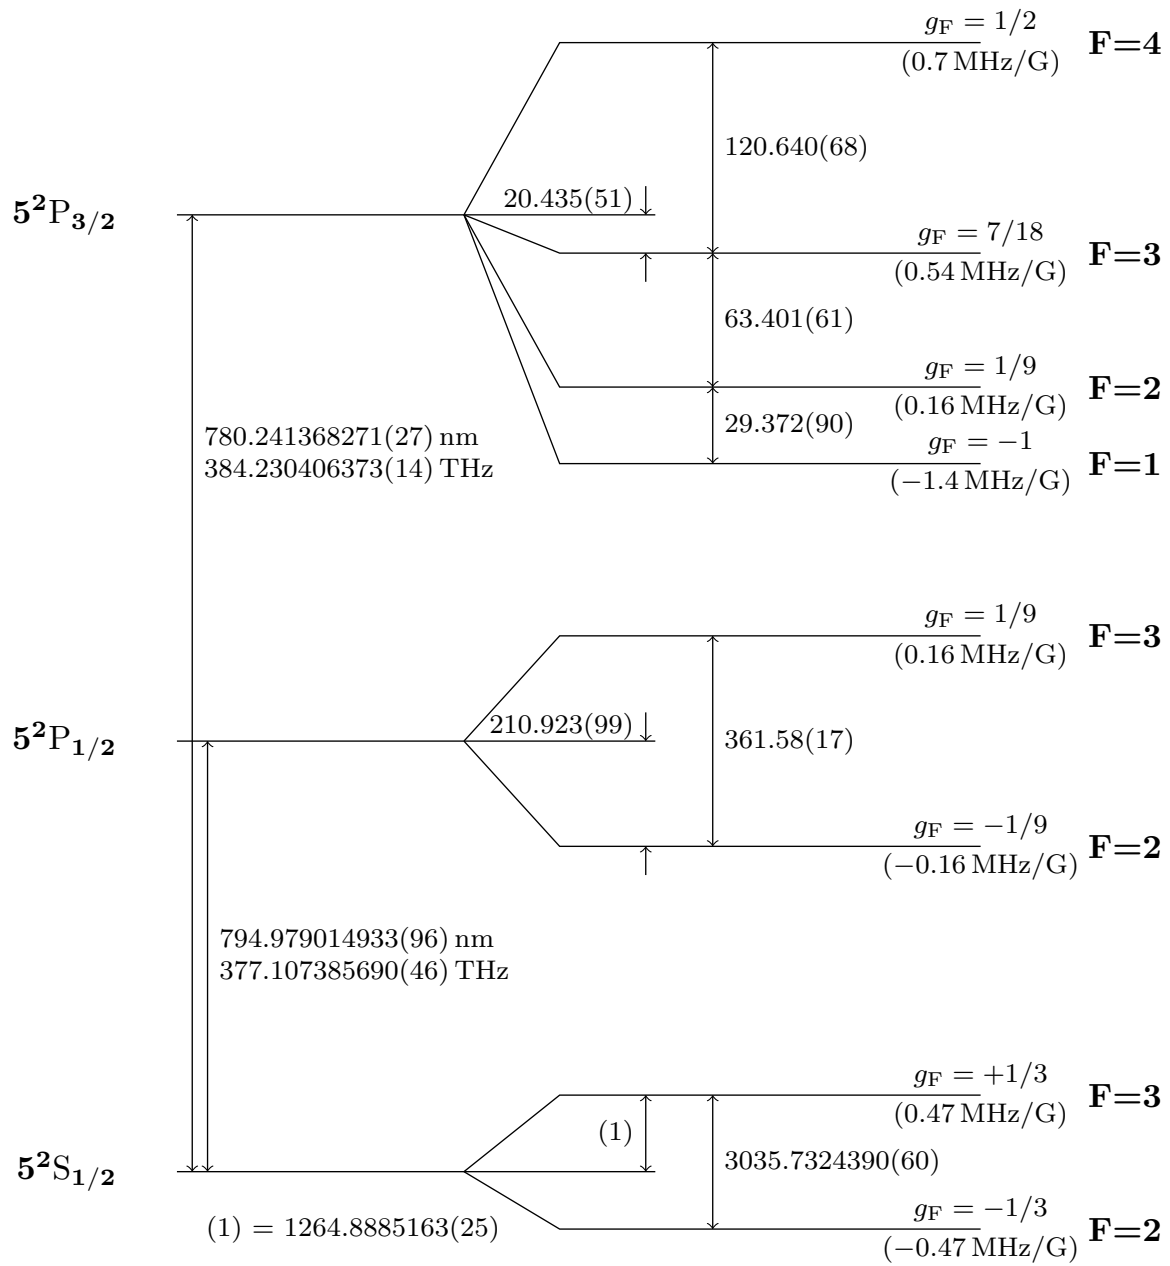 g_F = 1/2
F=4
(0.7 MHz/G)
120.640(68)
20.435(51)
5²P₃/₂
g_F = 7/18
F=3
(0.54 MHz/G)
63.401(61)
g_F = 1/9
F=2
(0.16 MHz/G)
29.372(90)
780.241368271(27) nm
384.230406373(14) THz
g_F = −1
F=1
(−1.4 MHz/G)
g_F = 1/9
F=3
(0.16 MHz/G)
210.923(99)
5²P₁/₂
361.58(17)
g_F = −1/9
F=2
(−0.16 MHz/G)
794.979014933(96) nm
377.107385690(46) THz
g_F = +1/3
F=3
(0.47 MHz/G)
(1)
3035.7324390(60)
5²S₁/₂
g_F = −1/3
F=2
(−0.47 MHz/G)
(1) = 1264.8885163(25)